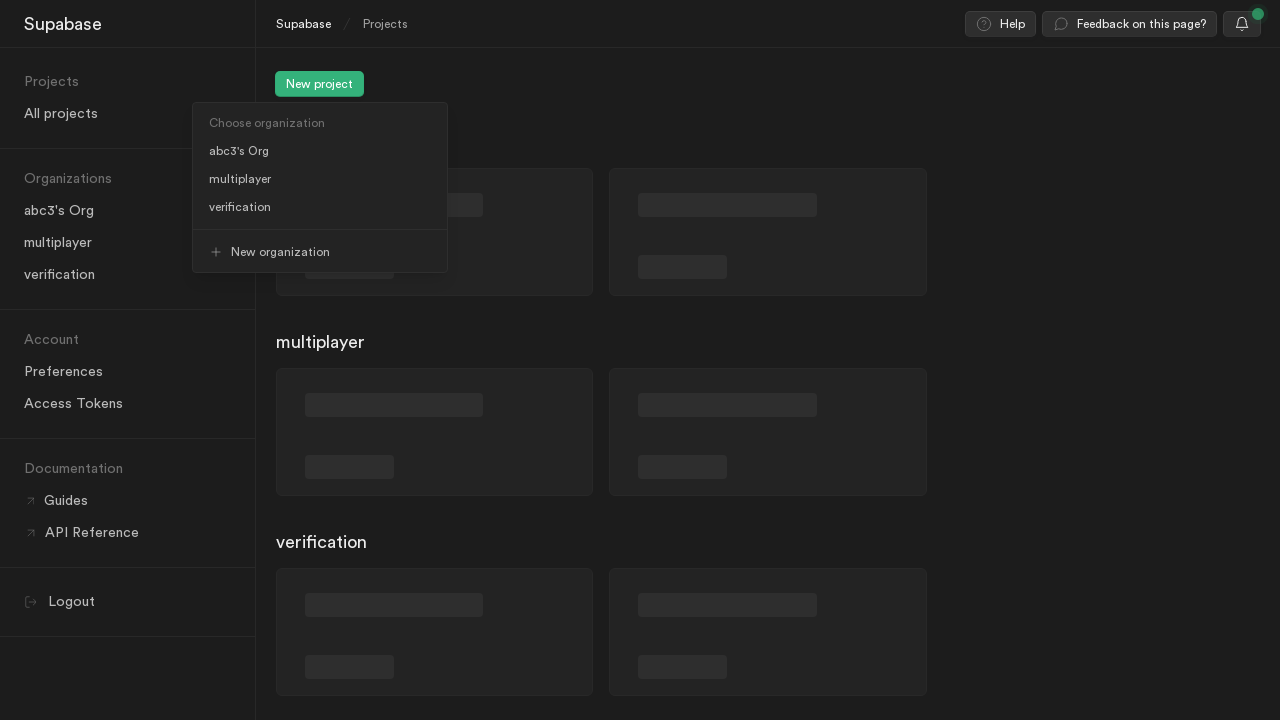 Supabase
Supabase / Projects
Help
Feedback on this page?
Projects
All projects
Organizations
abc3's Org
multiplayer
verification
Account
Preferences
Access Tokens
Documentation
Guides
API Reference
Logout
New project
Choose organization
abc3's Org
multiplayer
verification
New organization
multiplayer
verification